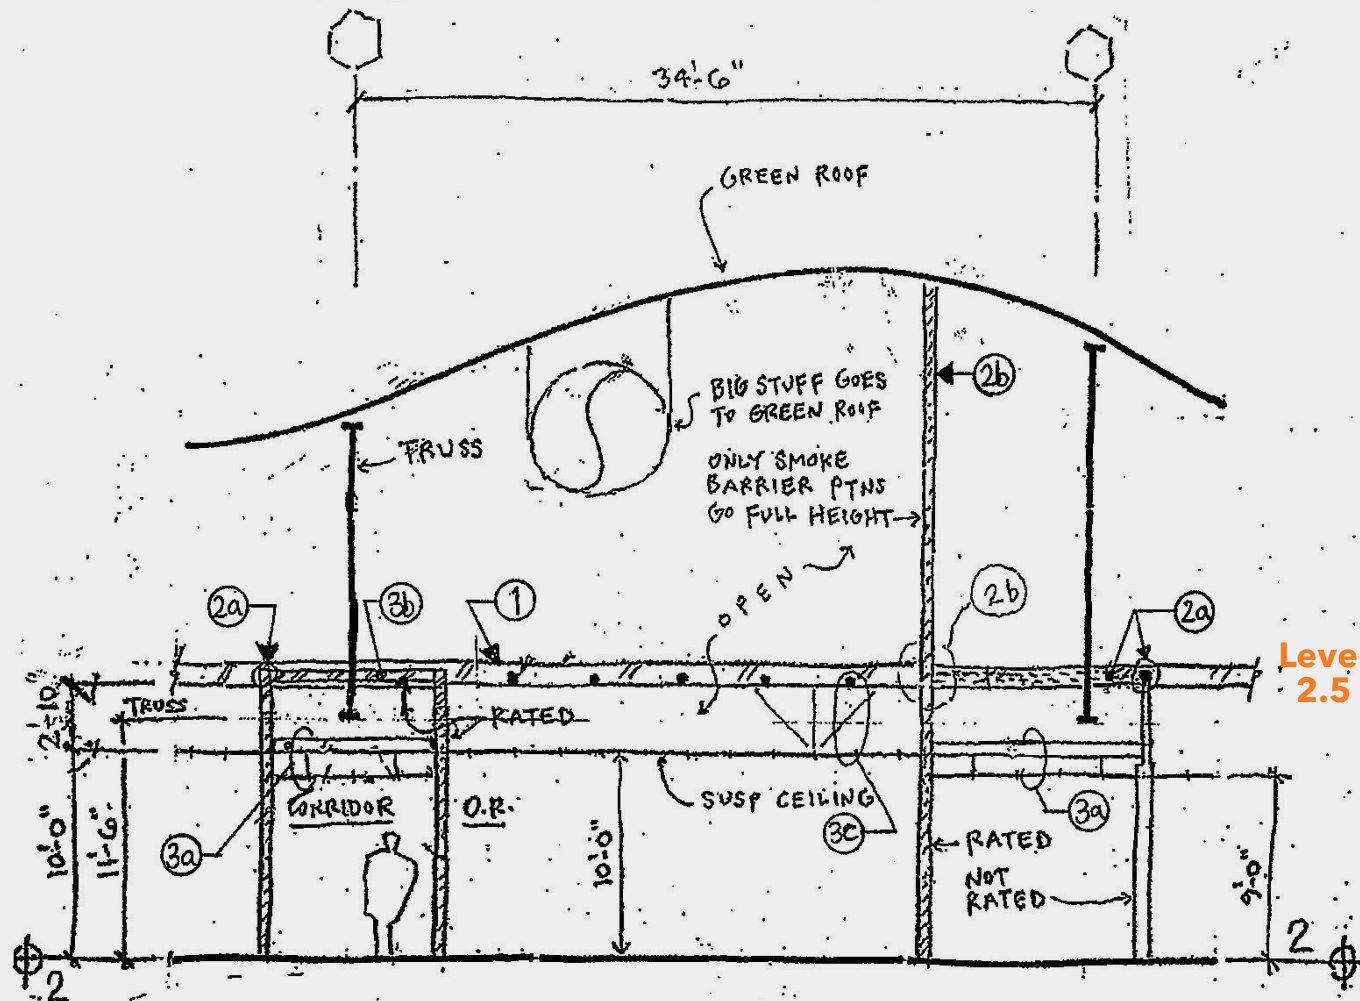 34'-6"
GREEN ROOF
BIG STUFF GOES
TO GREEN ROOF
2b
TRUSS
ONLY SMOKE
BARRIER PTNS
GO FULL HEIGHT
OPEN
2a
3b
1
2b
2a
Leve
2.5
2'-10"
TRUSS
RATED
10'-0"
11'-6"
CORRIDOR
O.R.
SUSP CEILING
10'-0"
3a
3c
3a
RATED
NOT
RATED
9'-0"
2
2